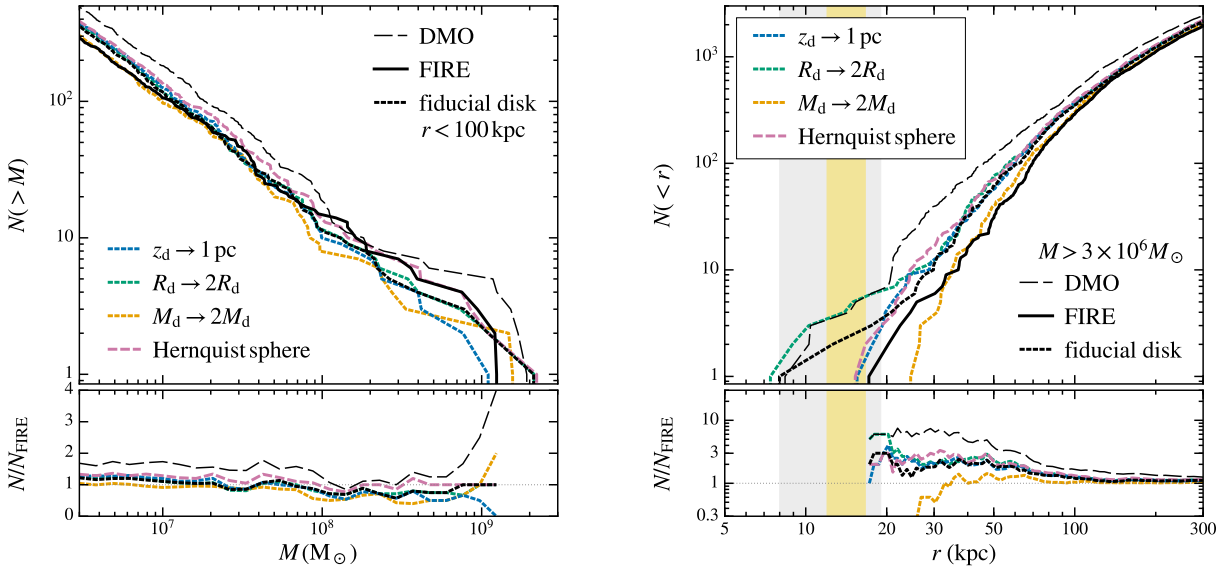 DMO
FIRE
fiducial disk
r < 100 kpc
z_d → 1 pc
R_d → 2R_d
M_d → 2M_d
Hernquist sphere
N(> M)
10²
10
1
4
3
2
1
0
N/N_FIRE
10⁷ 10⁸ 10⁹
M (M_⊙)
z_d → 1 pc
R_d → 2R_d
M_d → 2M_d
Hernquist sphere
M > 3 × 10⁶ M_⊙
DMO
FIRE
fiducial disk
N(< r)
10³
10²
10
1
10
3
1
0.3
N/N_FIRE
5 10 20 30 50 100 300
r (kpc)